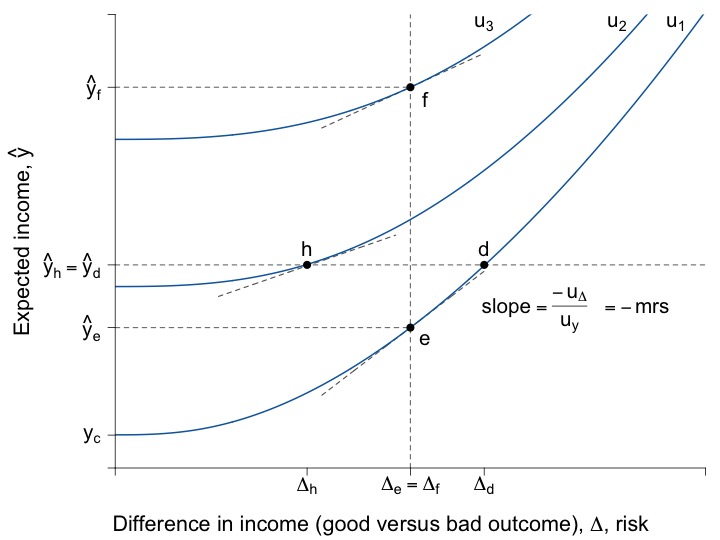 u₃ u₂ u₁
ŷf
f
Expected income, ŷ
h d
ŷh = ŷd
slope = −uΔ / uy = − mrs
ŷe
e
yc
Δh Δe = Δf Δd
Difference in income (good versus bad outcome), Δ, risk